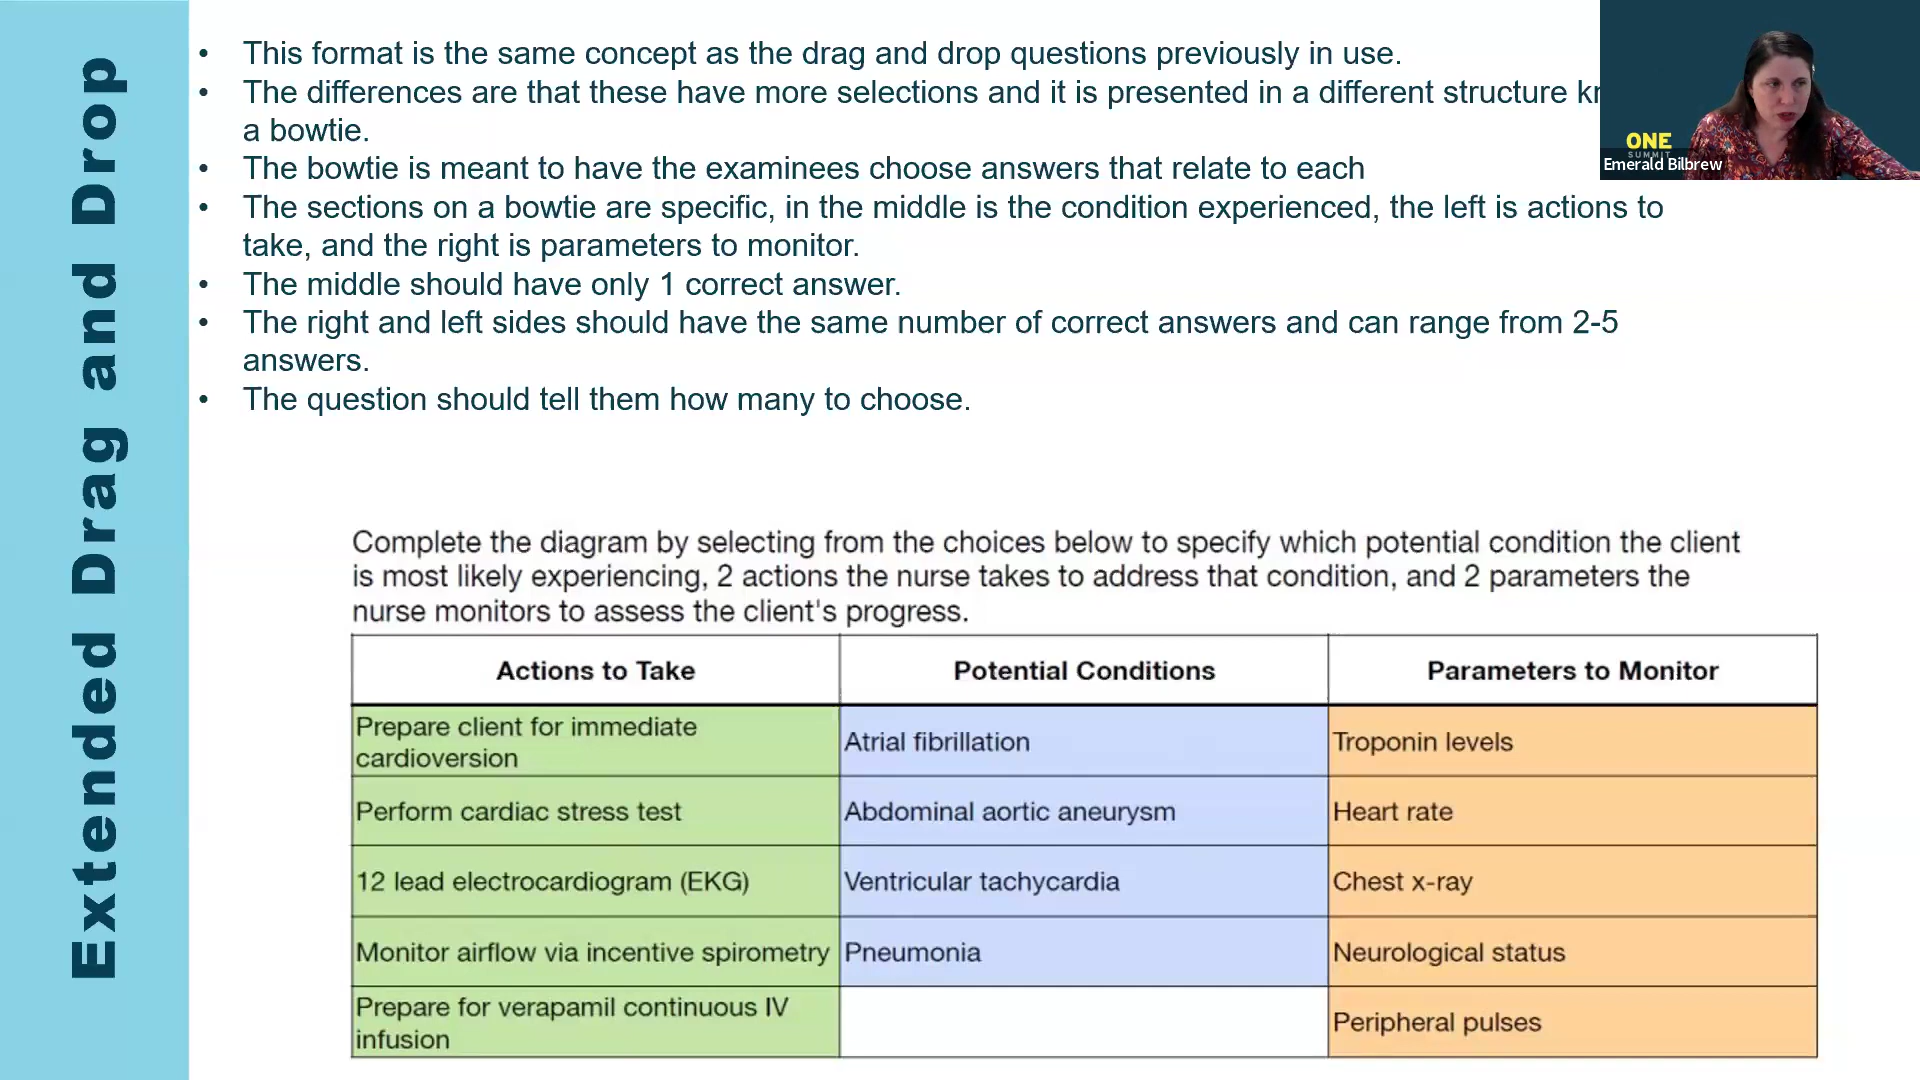 Extended Drag and Drop
• This format is the same concept as the drag and drop questions previously in use.
• The differences are that these have more selections and it is presented in a different structure
a bowtie.
• The bowtie is meant to have the examinees choose answers that relate to each
• The sections on a bowtie are specific, in the middle is the condition experienced, the left is actions to
take, and the right is parameters to monitor.
• The middle should have only 1 correct answer.
• The right and left sides should have the same number of correct answers and can range from 2-5
answers.
• The question should tell them how many to choose.
ONE
SUMMIT
Emerald Bilbrew
Complete the diagram by selecting from the choices below to specify which potential condition the client
is most likely experiencing, 2 actions the nurse takes to address that condition, and 2 parameters the
nurse monitors to assess the client's progress.
Actions to Take Potential Conditions Parameters to Monitor
Prepare client for immediate
cardioversion
Atrial fibrillation
Troponin levels
Perform cardiac stress test
Abdominal aortic aneurysm
Heart rate
12 lead electrocardiogram (EKG)
Ventricular tachycardia
Chest x-ray
Monitor airflow via incentive spirometry
Pneumonia
Neurological status
Prepare for verapamil continuous IV
infusion
Peripheral pulses